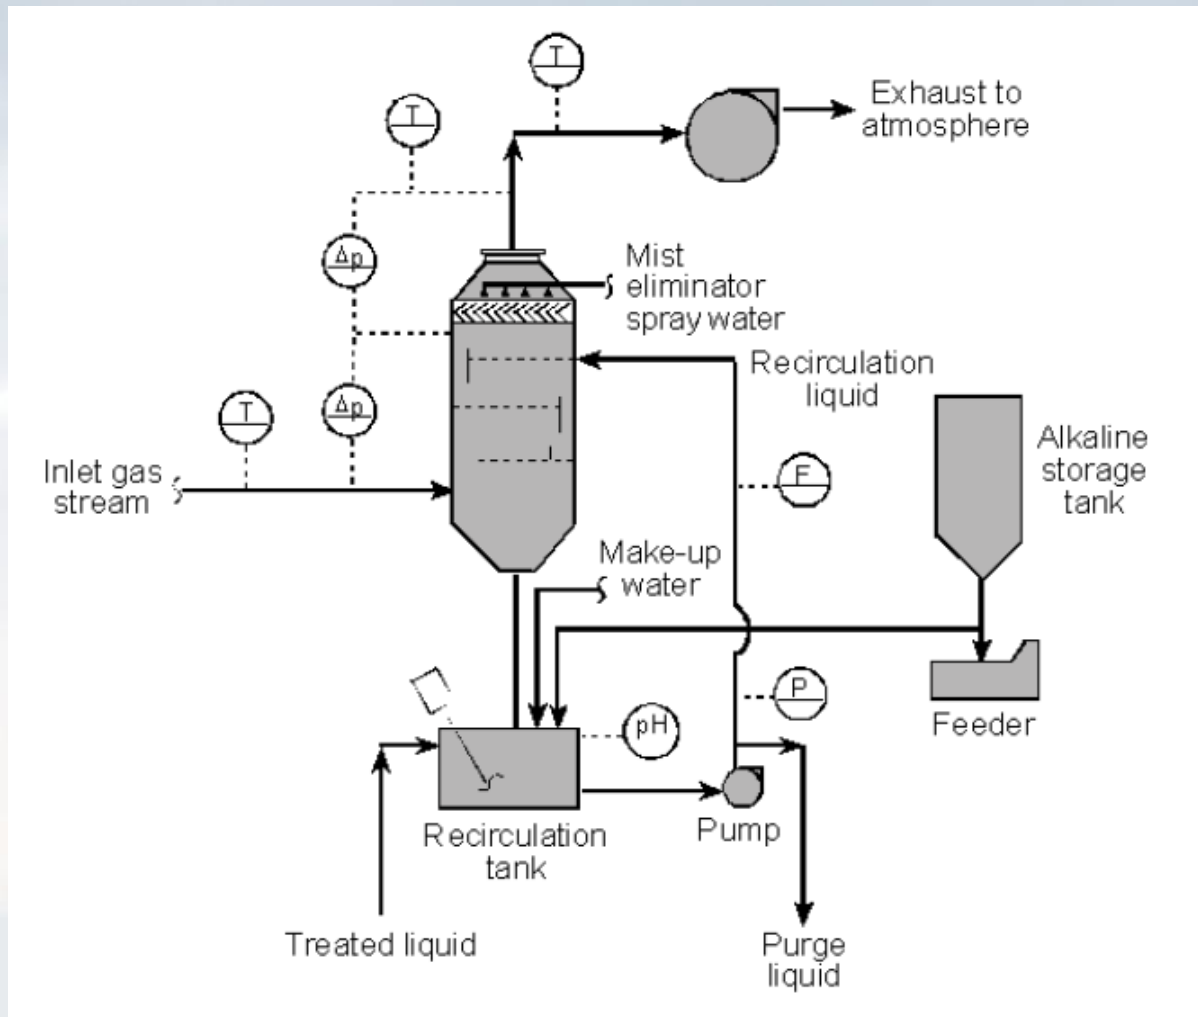 T
T
Exhaust to
atmosphere
Δp
Mist
eliminator
spray water
Recirculation
liquid
T
Δp
Alkaline
storage
tank
Inlet gas
stream
F
Make-up
water
P
pH
Feeder
Pump
Recirculation
tank
Treated liquid
Purge
liquid